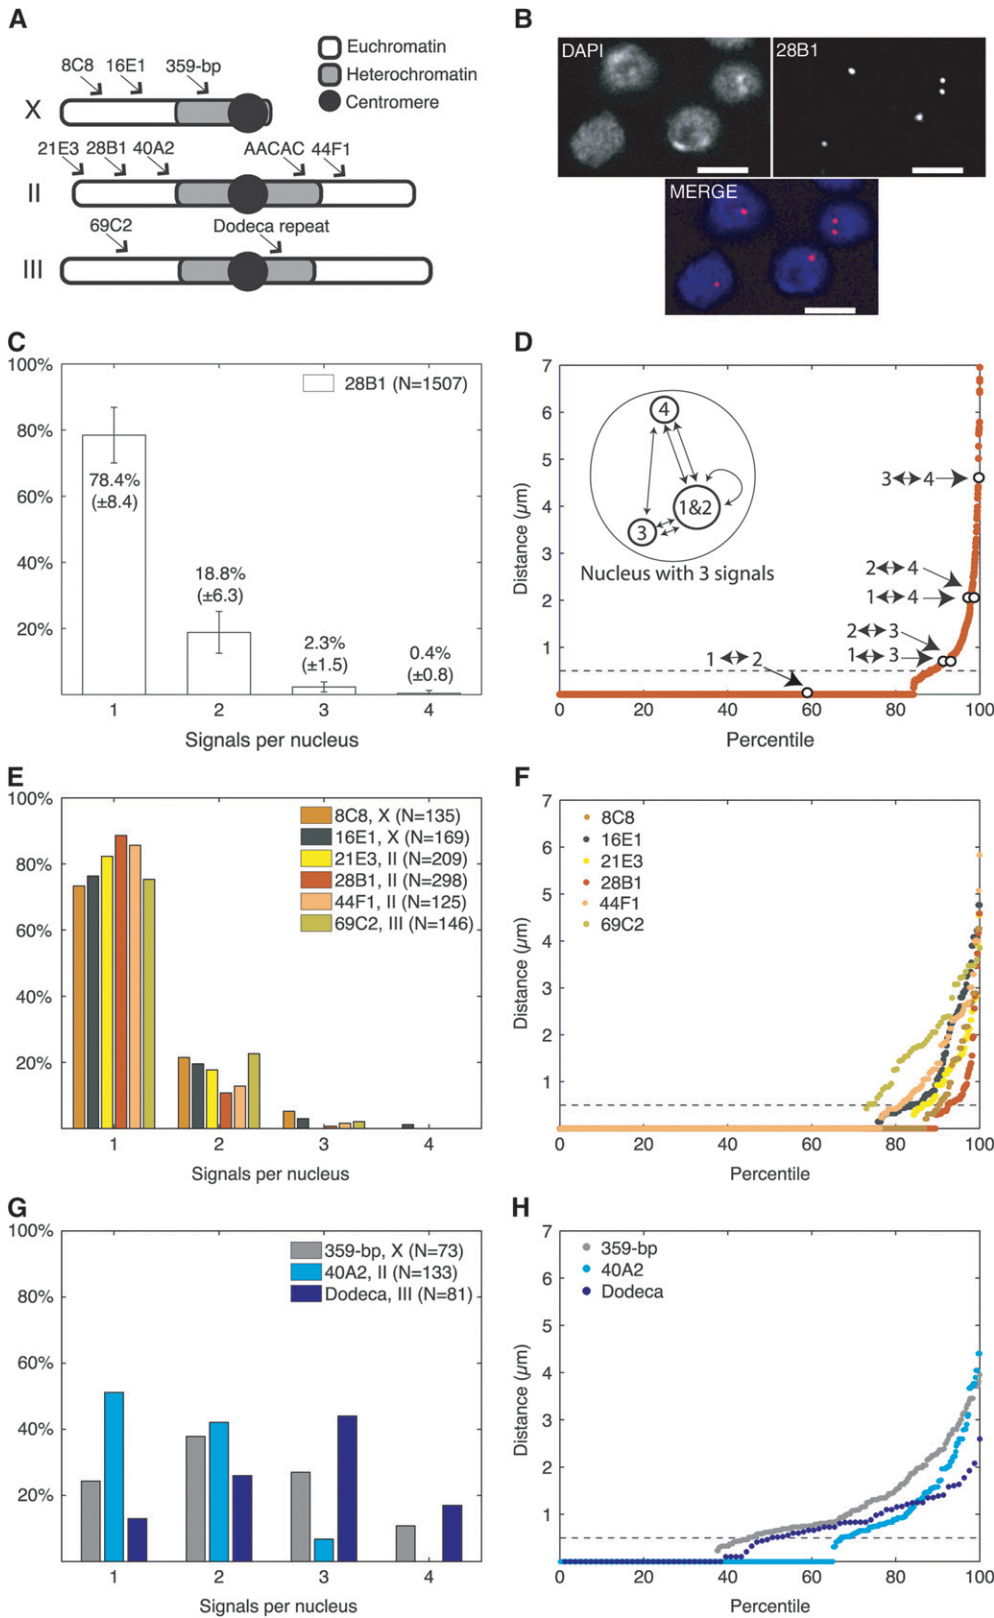 A
8C8 16E1 359-bp
X
21E3 28B1 40A2 AACAC 44F1
II
69C2 Dodeca repeat
III
Euchromatin
Heterochromatin
Centromere
B
DAPI
28B1
MERGE
C
100%
80%
60%
40%
20%
28B1 (N=1507)
78.4%
(±8.4)
18.8%
(±6.3)
2.3%
(±1.5)
0.4%
(±0.8)
1 2 3 4
Signals per nucleus
D
7
6
5
4
3
2
1
Distance (µm)
4
1&2
3
Nucleus with 3 signals
3↔4
2↔4
1↔4
2↔3
1↔3
1↔2
0 20 40 60 80 100
Percentile
E
100%
80%
60%
40%
20%
8C8, X (N=135)
16E1, X (N=169)
21E3, II (N=209)
28B1, II (N=298)
44F1, II (N=125)
69C2, III (N=146)
1 2 3 4
Signals per nucleus
F
7
6
5
4
3
2
1
Distance (µm)
8C8
16E1
21E3
28B1
44F1
69C2
0 20 40 60 80 100
Percentile
G
100%
80%
60%
40%
20%
359-bp, X (N=73)
40A2, II (N=133)
Dodeca, III (N=81)
1 2 3 4
Signals per nucleus
H
7
6
5
4
3
2
1
Distance (µm)
359-bp
40A2
Dodeca
0 20 40 60 80 100
Percentile